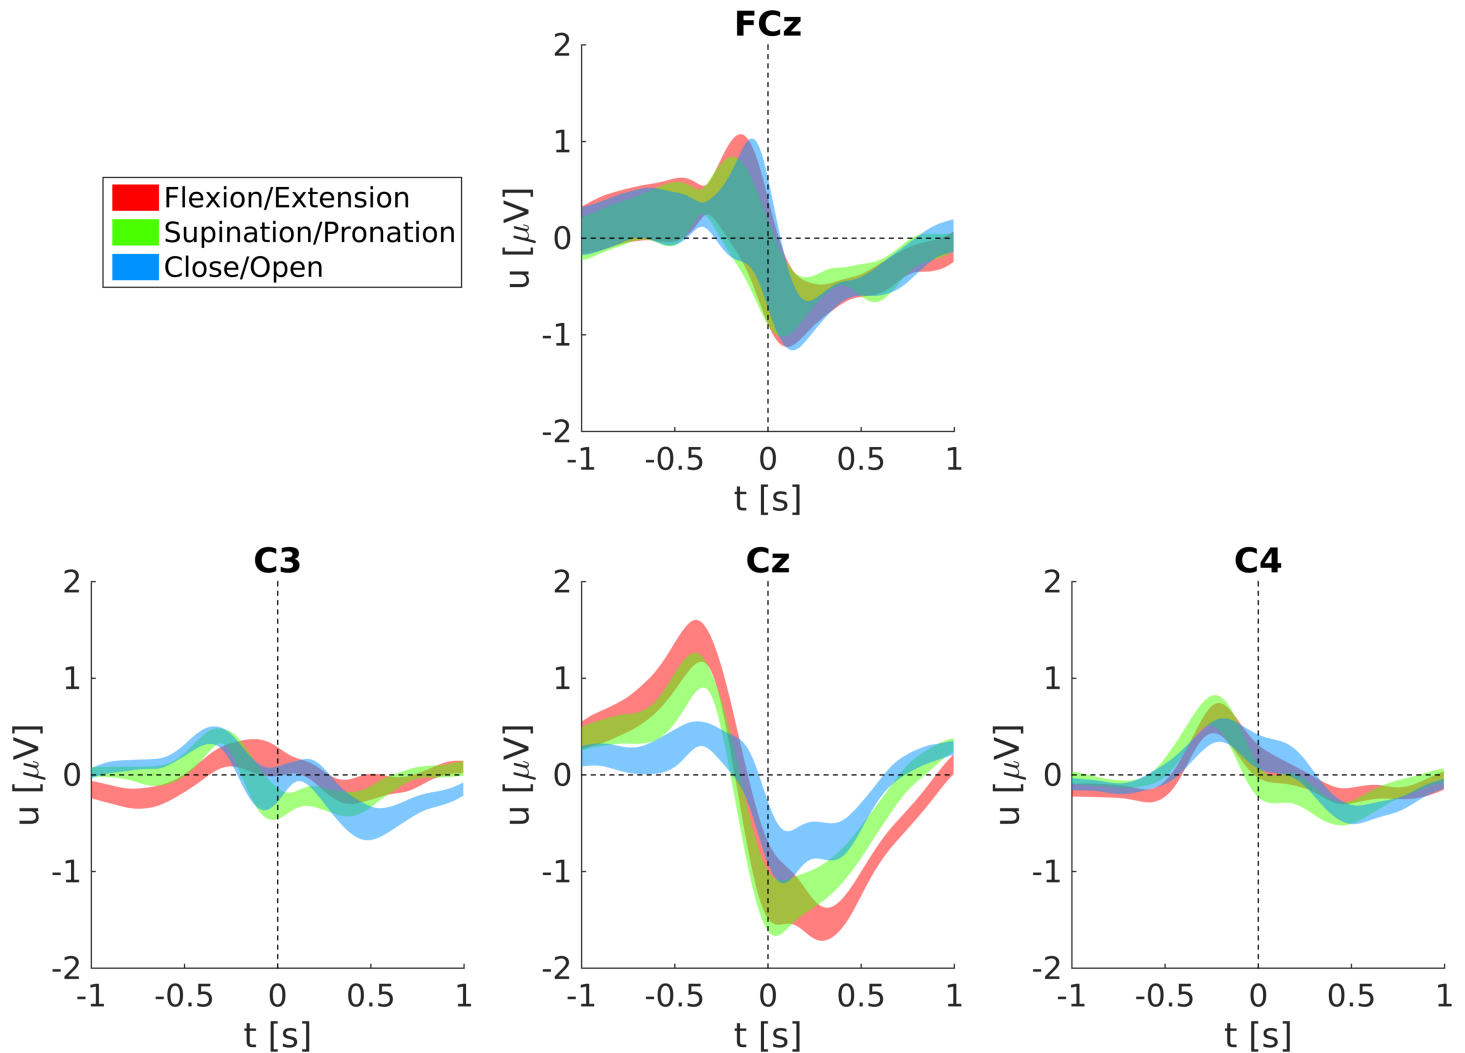 FCz
2
1
0
-1
-2
u [μV]
-1 -0.5 0 0.5 1
t [s]
Flexion/Extension
Supination/Pronation
Close/Open
C3
2
1
0
-1
-2
u [μV]
-1 -0.5 0 0.5 1
t [s]
Cz
2
1
0
-1
-2
u [μV]
-1 -0.5 0 0.5 1
t [s]
C4
2
1
0
-1
-2
u [μV]
-1 -0.5 0 0.5 1
t [s]